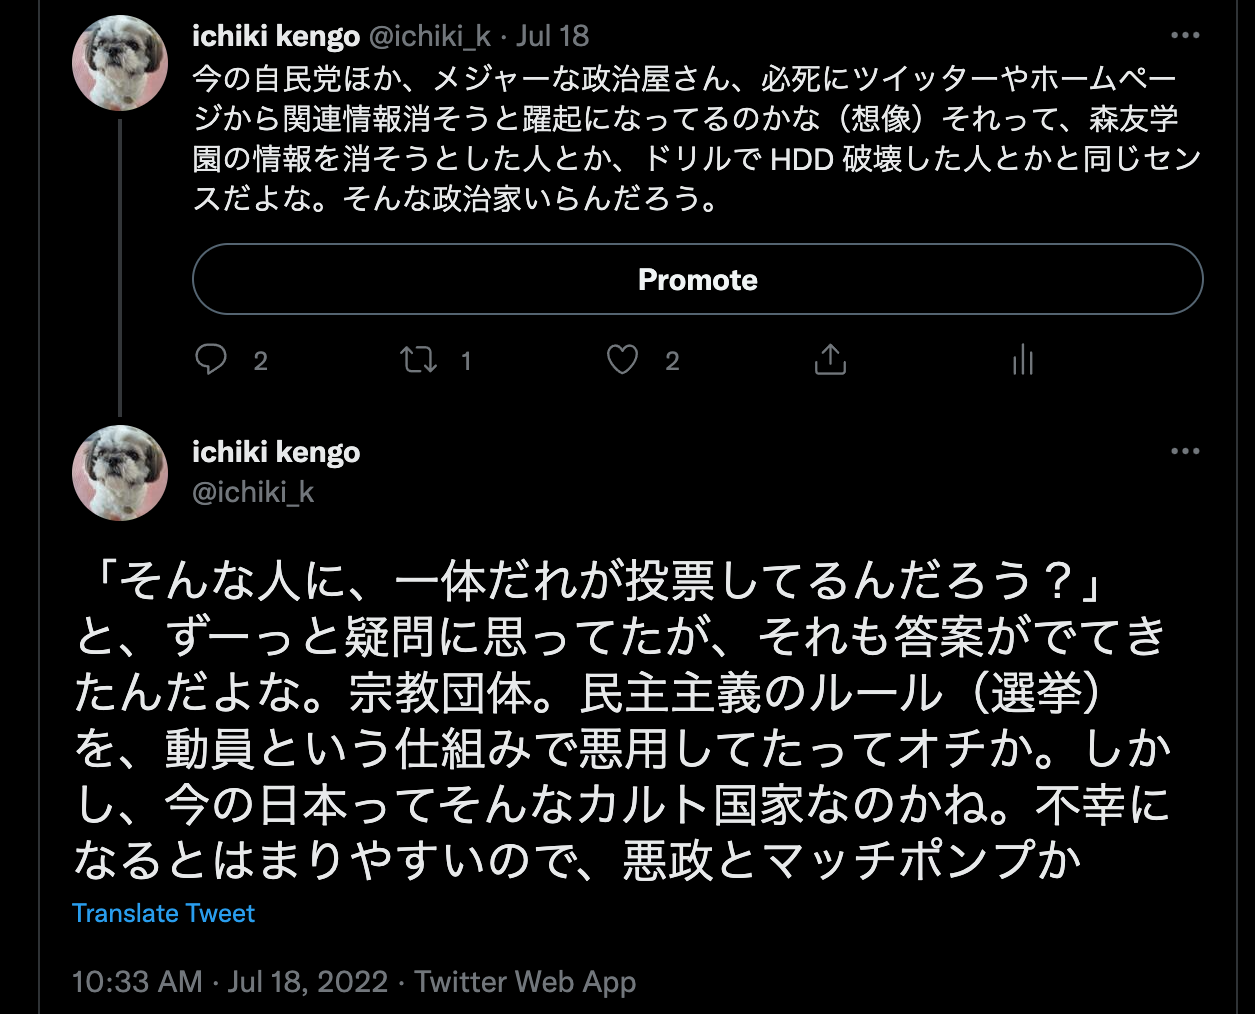 ichiki kengo @ichiki_k · Jul 18
今の自民党ほか、メジャーな政治屋さん、必死にツイッターやホームペー
ジから関連情報消そうと躍起になってるのかな（想像）それって、森友学
園の情報を消そうとした人とか、ドリルで HDD 破壊した人とかと同じセン
スだよな。そんな政治家いらんだろう。
Promote
2 1 2
ichiki kengo
@ichiki_k
「そんな人に、一体だれが投票してるんだろう？」
と、ずーっと疑問に思ってたが、それも答案がでてき
たんだよな。宗教団体。民主主義のルール（選挙）
を、動員という仕組みで悪用してたってオチか。しか
し、今の日本ってそんなカルト国家なのかね。不幸に
なるとはまりやすいので、悪政とマッチポンプか
Translate Tweet
10:33 AM · Jul 18, 2022 · Twitter Web App